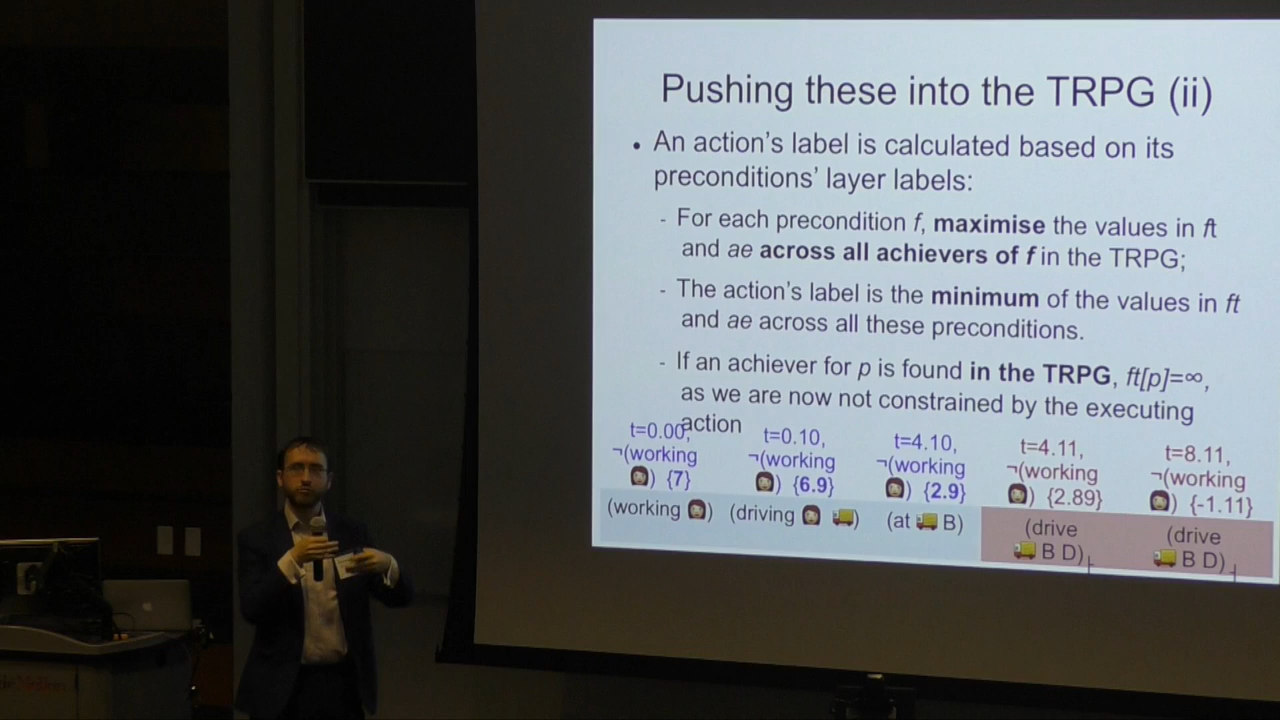 Pushing these into the TRPG (ii)
• An action's label is calculated based on its
preconditions' layer labels:
- For each precondition f, maximise the values in ft
and ae across all achievers of f in the TRPG;
- The action's label is the minimum of the values in ft
and ae across all these preconditions.
- If an achiever for p is found in the TRPG, ft[p]=∞,
as we are now not constrained by the executing
action
t=0.00,
¬(working
👩) {7}
(working 👩)
t=0.10,
¬(working
👩) {6.9}
(driving 👩 🚚)
t=4.10,
¬(working
👩) {2.9}
(at 🚚 B)
t=4.11,
¬(working
👩) {2.89}
(drive
🚚 B D)⊢
t=8.11,
¬(working
👩) {-1.11}
(drive
🚚 B D)⊣